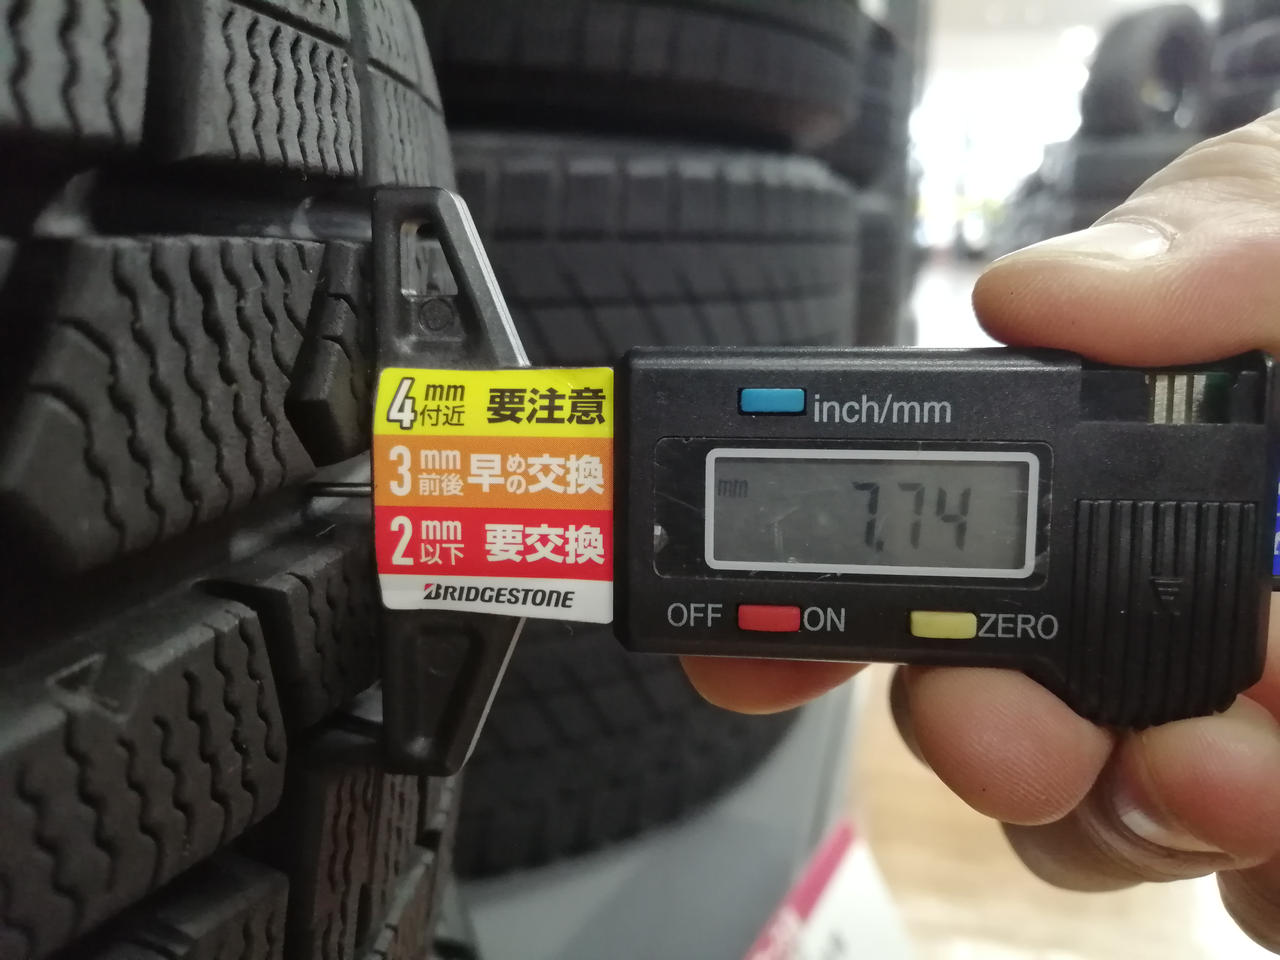 4mm付近 要注意
3mm前後 早めの交換
2mm以下 要交換
BRIDGESTONE
inch/mm
mm 7.74
OFF ON ZERO